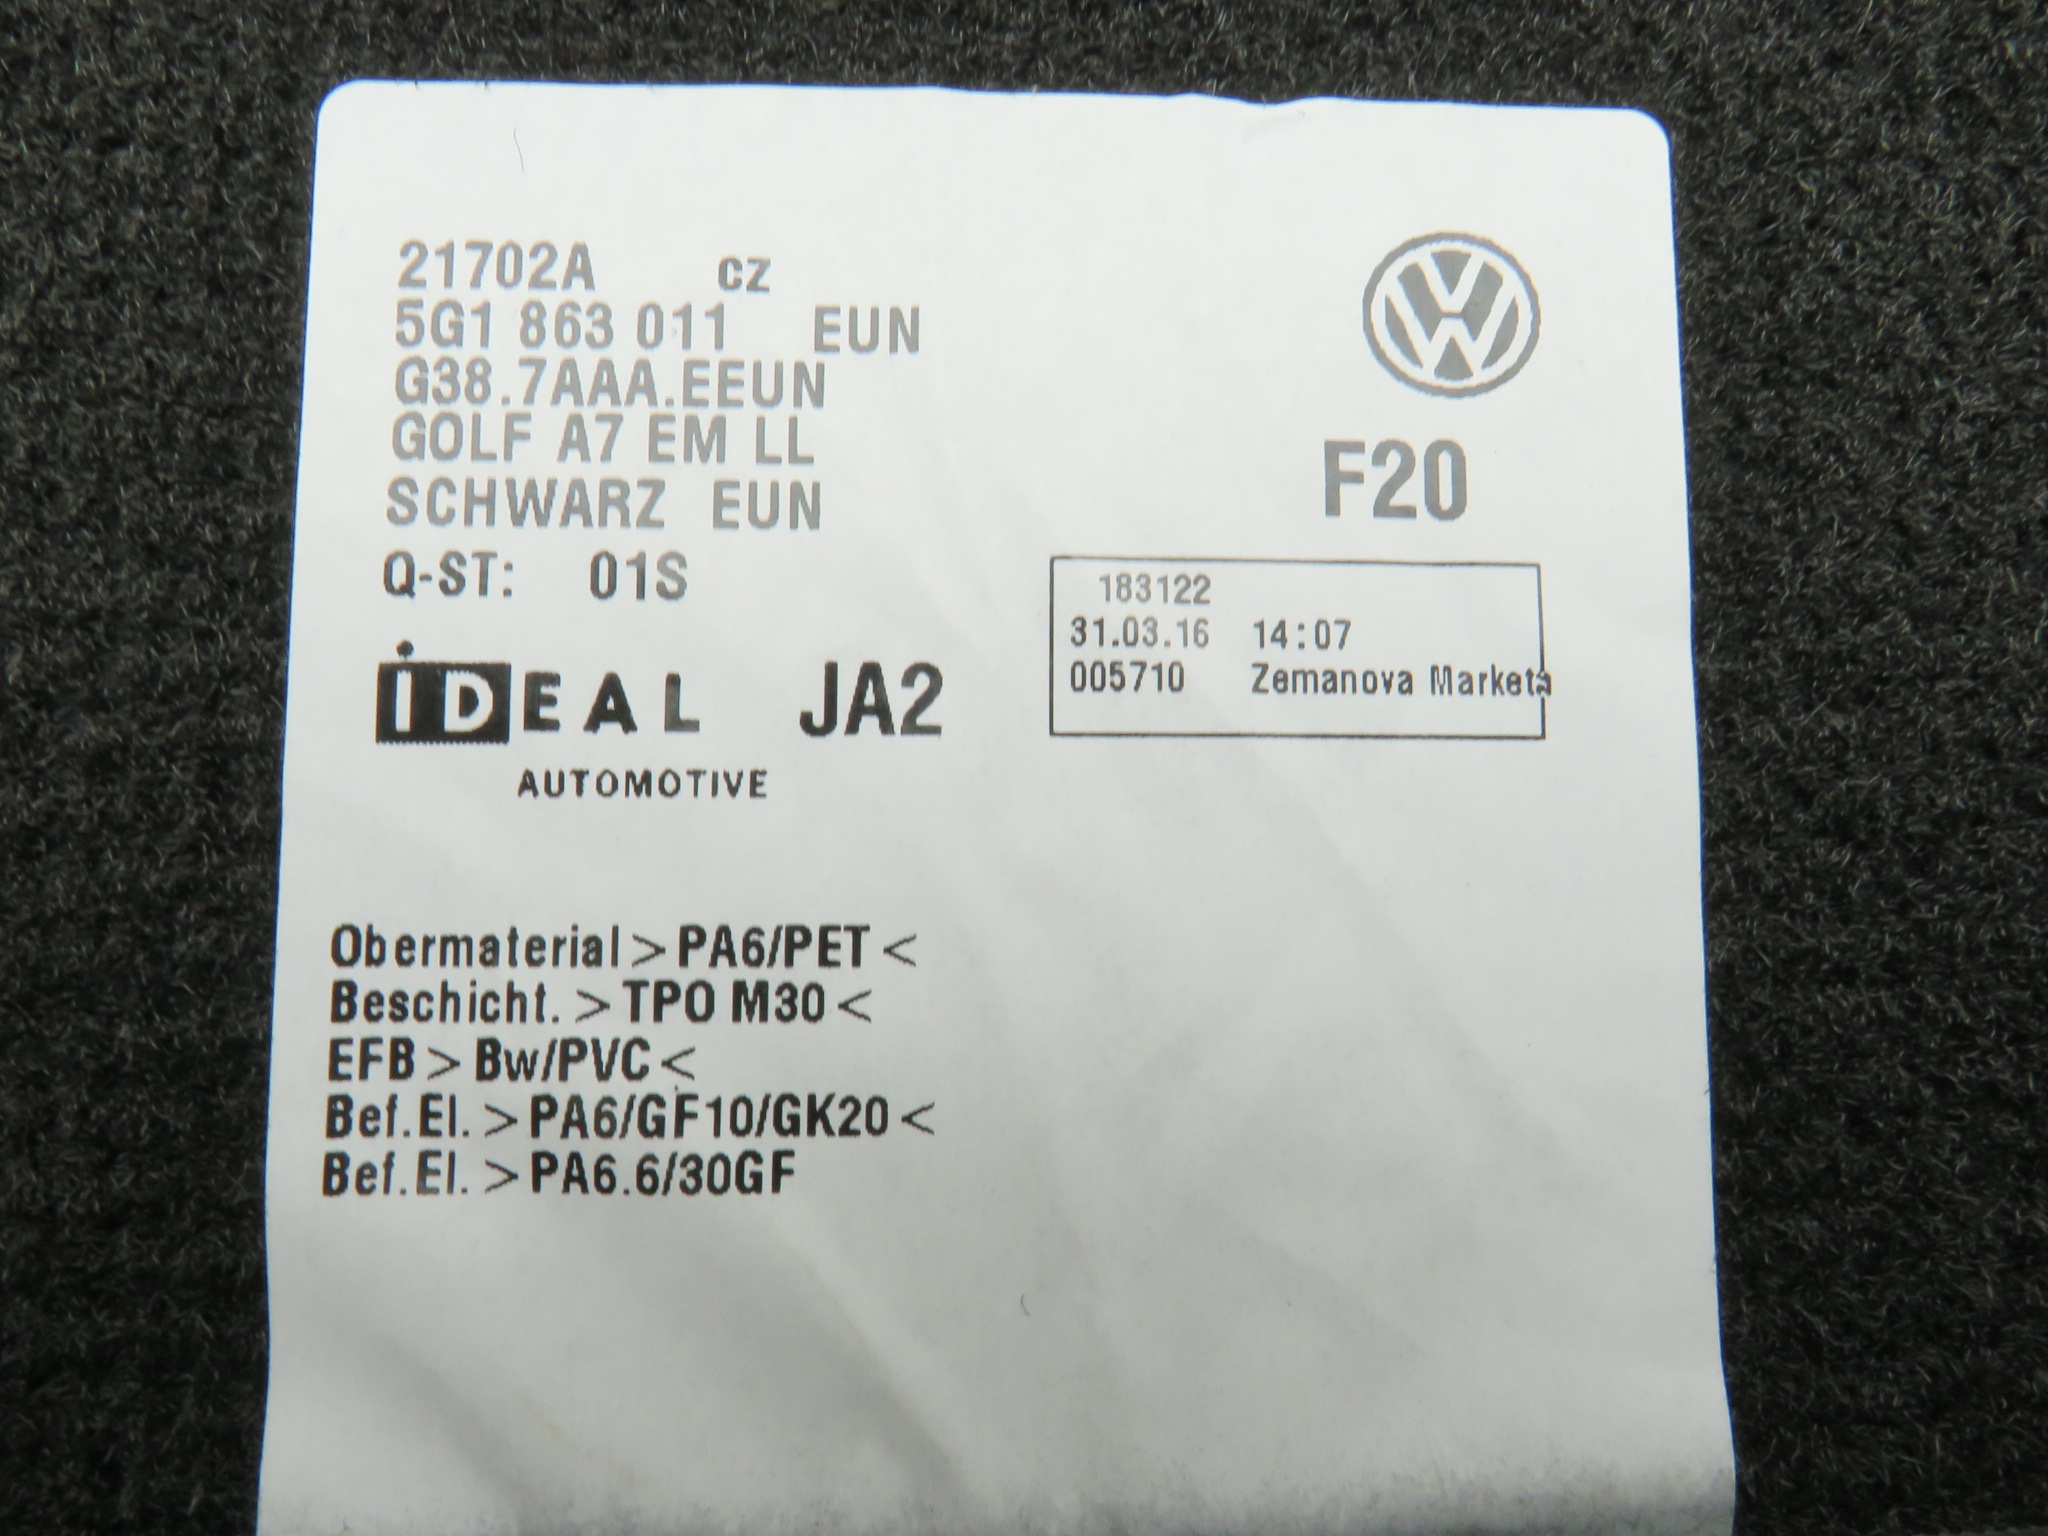 21702A CZ
5G1 863 011 EUN
G38.7AAA.EEUN
GOLF A7 EM LL
SCHWARZ EUN
Q-ST: 01S
iDEAL JA2
AUTOMOTIVE
VW
F20
183122
31.03.16 14:07
005710 Zemanova Marketa
Obermaterial > PA6/PET <
Beschicht. > TPO M30 <
EFB > Bw/PVC <
Bef.El. > PA6/GF10/GK20 <
Bef.El. > PA6.6/30GF